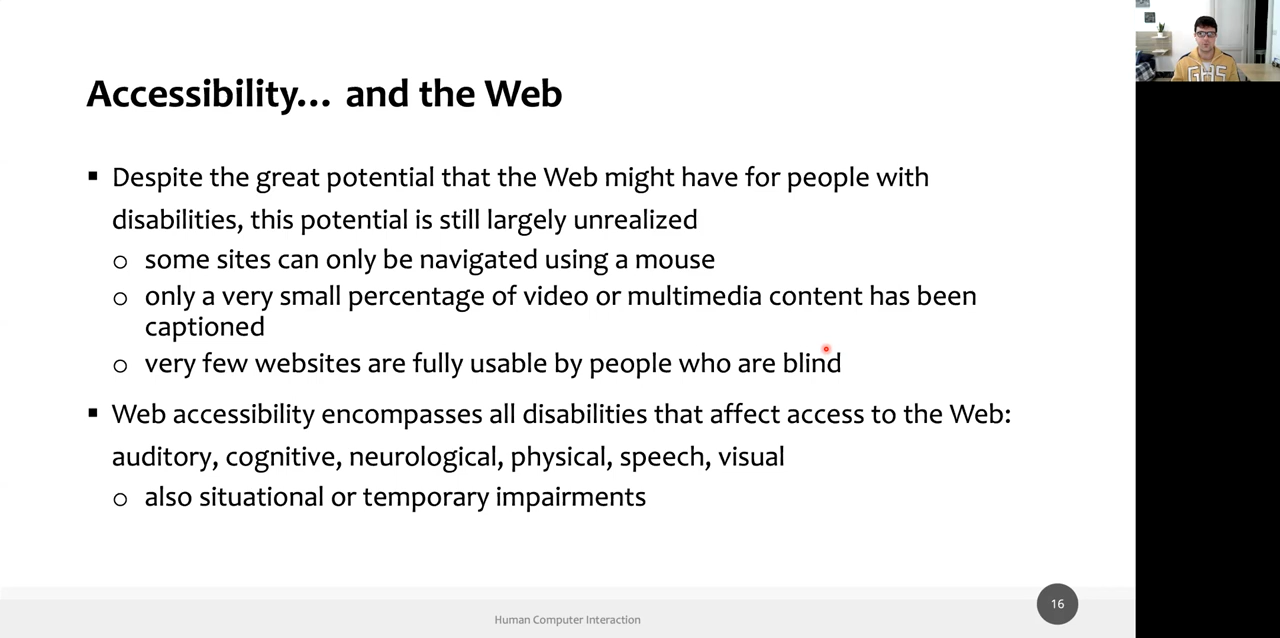 Accessibility... and the Web
▪ Despite the great potential that the Web might have for people with
disabilities, this potential is still largely unrealized
o some sites can only be navigated using a mouse
o only a very small percentage of video or multimedia content has been
captioned
o very few websites are fully usable by people who are blind
▪ Web accessibility encompasses all disabilities that affect access to the Web:
auditory, cognitive, neurological, physical, speech, visual
o also situational or temporary impairments
Human Computer Interaction
16